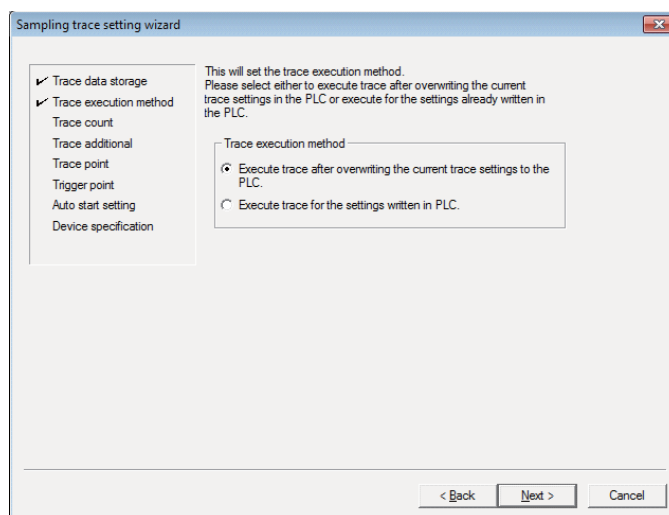 Sampling trace setting wizard
Trace data storage
Trace execution method
Trace count
Trace additional
Trace point
Trigger point
Auto start setting
Device specification
This will set the trace execution method.
Please select either to execute trace after overwriting the current
trace settings in the PLC or execute for the settings already written in
the PLC.
Trace execution method
Execute trace after overwriting the current trace settings to the
PLC.
Execute trace for the settings written in PLC.
< Back
Next >
Cancel